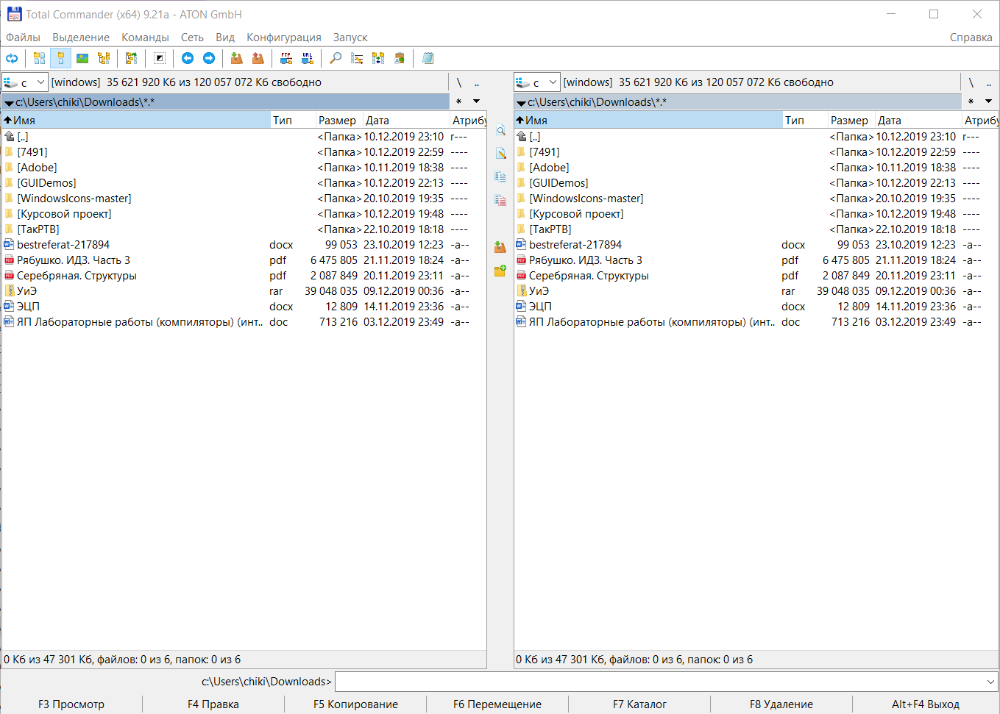 Total Commander (x64) 9.21a - ATON GmbH
Файлы Выделение Команды Сеть Вид Конфигурация Запуск Справка
FTP URL
c [windows] 35 621 920 Кб из 120 057 072 Кб свободно \ ..
c:\Users\chiki\Downloads\*.* *
Имя Тип Размер Дата Атрибу
[..] <Папка> 10.12.2019 23:10 r---
[7491] <Папка> 10.12.2019 22:59 ----
[Adobe] <Папка> 10.11.2019 18:38 ----
[GUIDemos] <Папка> 10.12.2019 22:13 ----
[WindowsIcons-master] <Папка> 20.10.2019 19:35 ----
[Курсовой проект] <Папка> 10.12.2019 19:48 ----
[ТакРТВ] <Папка> 22.10.2019 18:18 ----
bestreferat-217894 docx 99 053 23.10.2019 12:23 -a--
Рябушко. ИДЗ. Часть 3 pdf 6 475 805 21.11.2019 18:24 -a--
Серебряная. Структуры pdf 2 087 849 20.11.2019 23:11 -a--
УиЭ rar 39 048 035 09.12.2019 00:36 -a--
ЭЦП docx 12 809 14.11.2019 23:36 -a--
ЯП Лабораторные работы (компиляторы) (инт.. doc 713 216 03.12.2019 23:49 -a--
0 Кб из 47 301 Кб, файлов: 0 из 6, папок: 0 из 6
c [windows] 35 621 920 Кб из 120 057 072 Кб свободно \ ..
c:\Users\chiki\Downloads\*.* *
Имя Тип Размер Дата Атрибу
[..] <Папка> 10.12.2019 23:10 r---
[7491] <Папка> 10.12.2019 22:59 ----
[Adobe] <Папка> 10.11.2019 18:38 ----
[GUIDemos] <Папка> 10.12.2019 22:13 ----
[WindowsIcons-master] <Папка> 20.10.2019 19:35 ----
[Курсовой проект] <Папка> 10.12.2019 19:48 ----
[ТакРТВ] <Папка> 22.10.2019 18:18 ----
bestreferat-217894 docx 99 053 23.10.2019 12:23 -a--
Рябушко. ИДЗ. Часть 3 pdf 6 475 805 21.11.2019 18:24 -a--
Серебряная. Структуры pdf 2 087 849 20.11.2019 23:11 -a--
УиЭ rar 39 048 035 09.12.2019 00:36 -a--
ЭЦП docx 12 809 14.11.2019 23:36 -a--
ЯП Лабораторные работы (компиляторы) (инт.. doc 713 216 03.12.2019 23:49 -a--
0 Кб из 47 301 Кб, файлов: 0 из 6, папок: 0 из 6
c:\Users\chiki\Downloads>
F3 Просмотр F4 Правка F5 Копирование F6 Перемещение F7 Каталог F8 Удаление Alt+F4 Выход